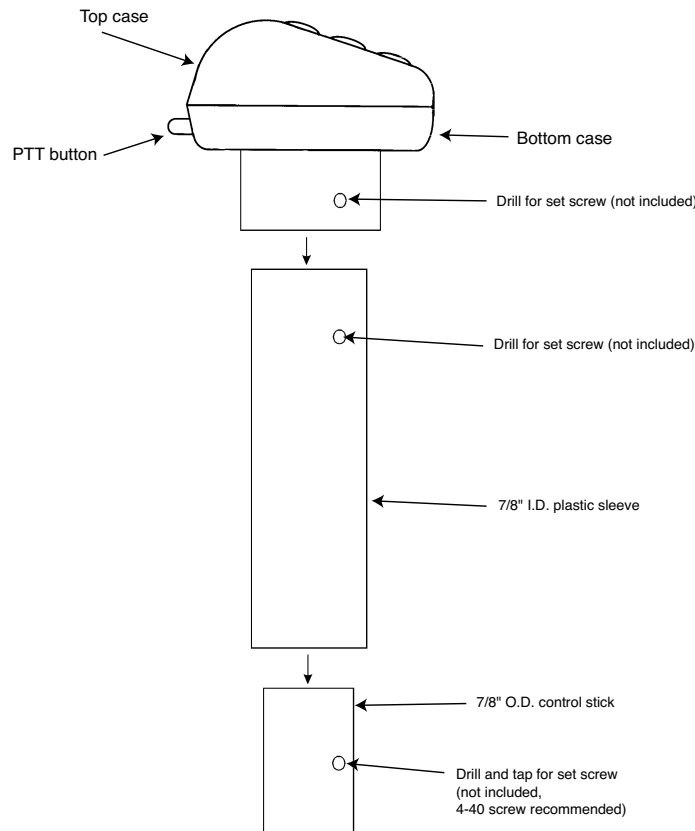 Top case
PTT button
Bottom case
Drill for set screw (not included)
Drill for set screw (not included)
7/8" I.D. plastic sleeve
7/8" O.D. control stick
Drill and tap for set screw
(not included,
4-40 screw recommended)